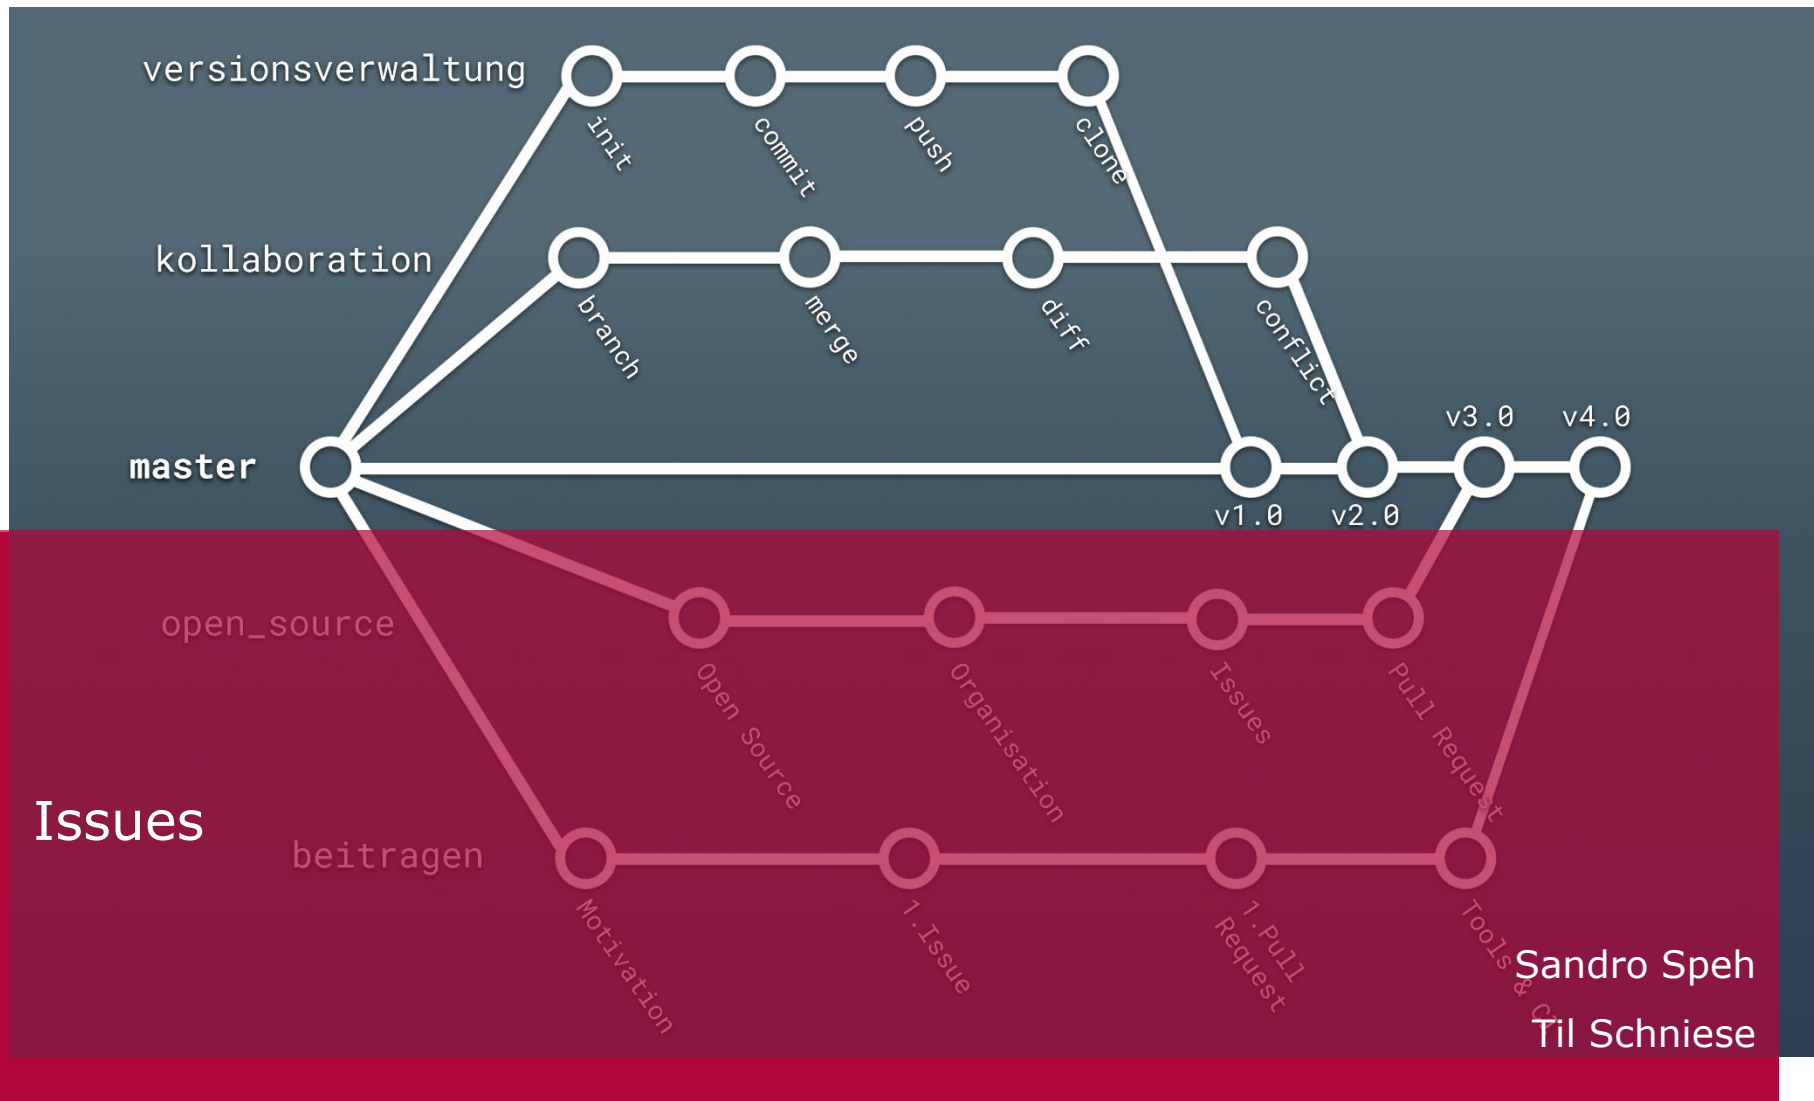 versionsverwaltung
init
commit
push
clone
kollaboration
branch
merge
diff
conflict
v3.0
v4.0
master
v1.0
v2.0
open_source
Open Source
Organisation
Issues
Pull Request
Issues
beitragen
Motivation
1.Issue
1.Pull
Request
Tools &
Sandro Speh
Til Schniese